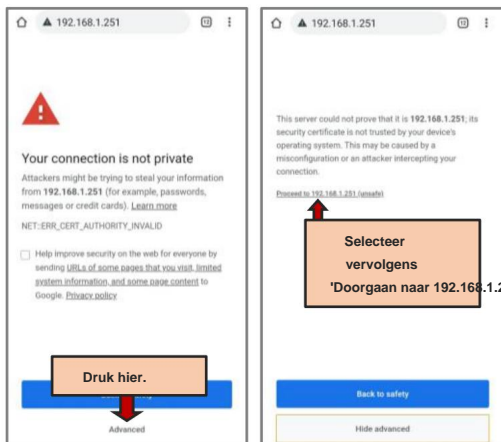 192.168.1.251
12
Your connection is not private
Attackers might be trying to steal your information
from 192.168.1.251 (for example, passwords,
messages or credit cards). Learn more
NET::ERR_CERT_AUTHORITY_INVALID
Help improve security on the web for everyone by
sending URLs of some pages that you visit, limited
system information, and some page content to
Google. Privacy policy
Druk hier.
Advanced
192.168.1.251
12
This server could not prove that it is 192.168.1.251; its
security certificate is not trusted by your device's
operating system. This may be caused by a
misconfiguration or an attacker intercepting your
connection.
Proceed to 192.168.1.251 (unsafe)
Selecteer
vervolgens
'Doorgaan naar 192.168.1.2
Back to safety
Hide advanced